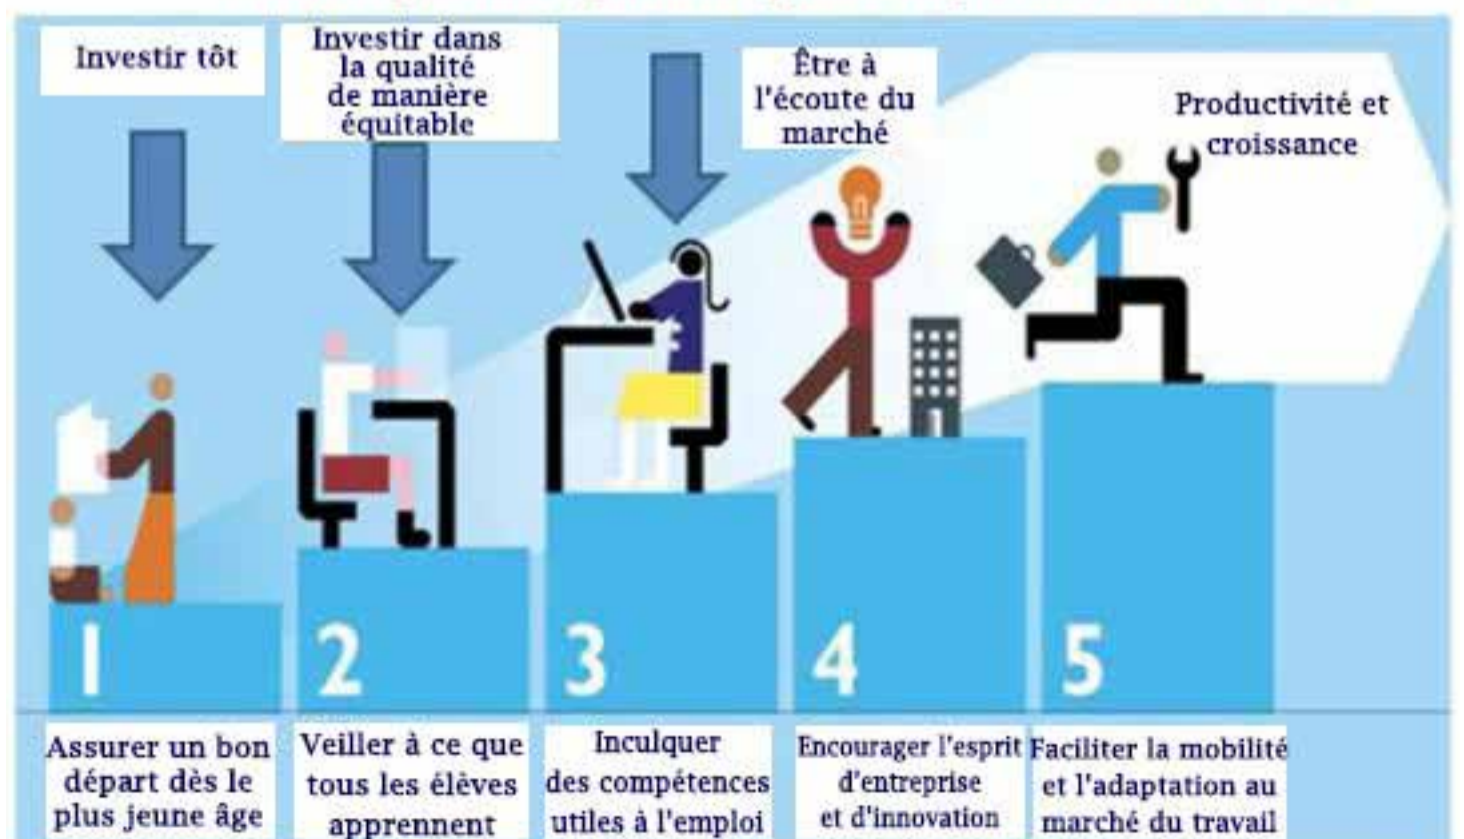 Investir tôt
Investir dans
la qualité
de manière
équitable
Être à
l'écoute du
marché
Productivité et
croissance
1
2
3
4
5
Assurer un bon
départ dès le
plus jeune âge
Veiller à ce que
tous les élèves
apprennent
Inculquer
des compétences
utiles à l'emploi
Encourager l'esprit
d'entreprise
et d'innovation
Faciliter la mobilité
et l'adaptation au
marché du travail